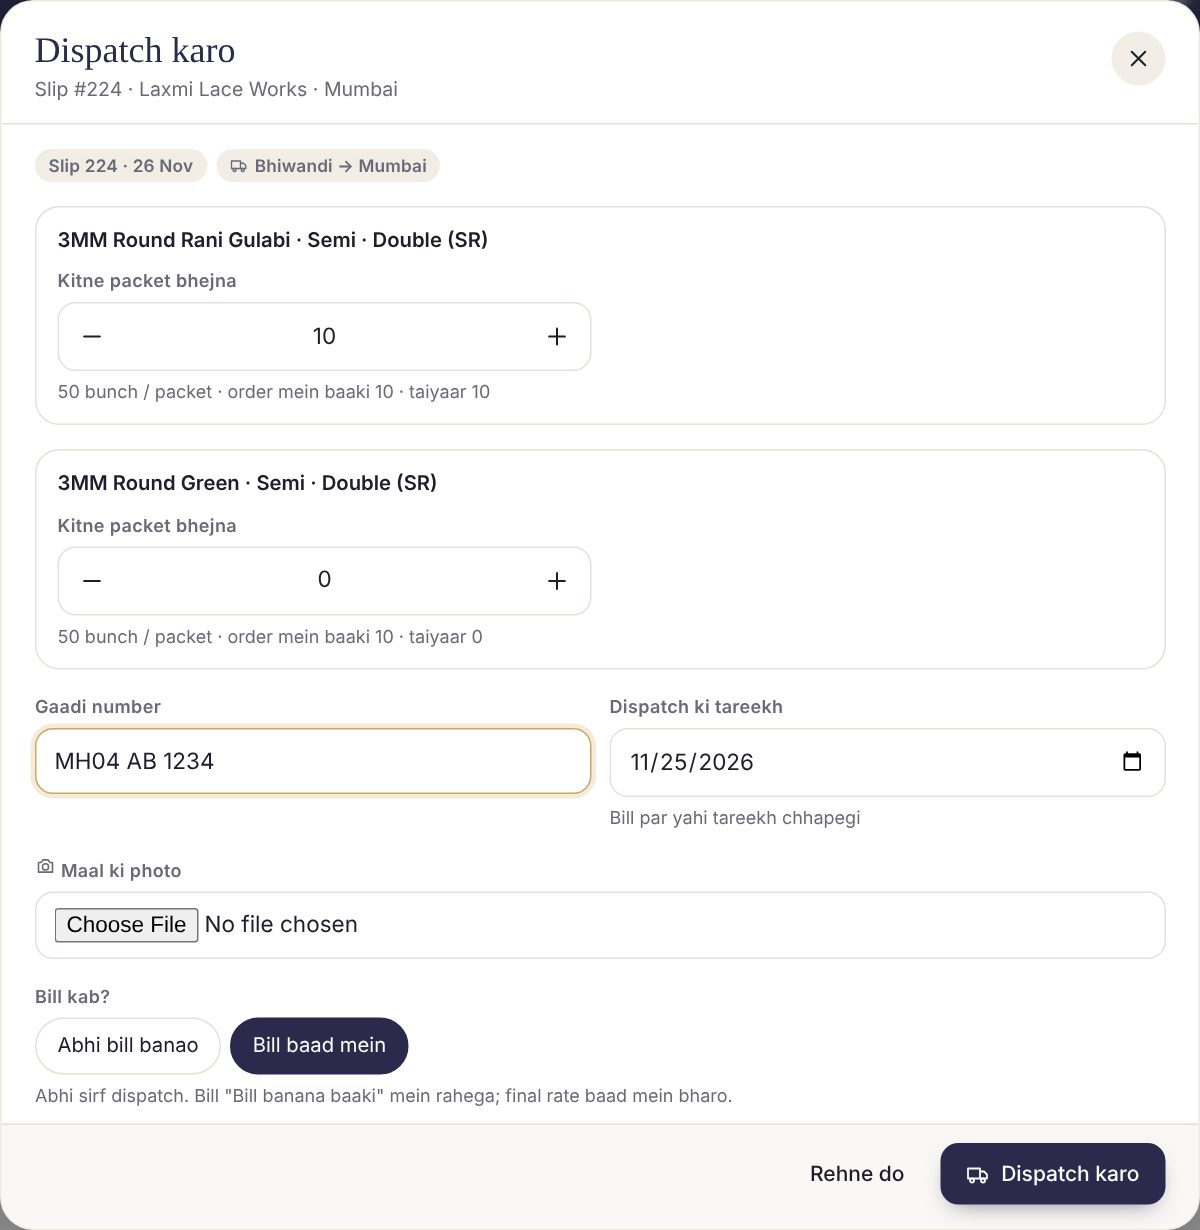 Dispatch karo
Slip #224 · Laxmi Lace Works · Mumbai
Slip 224 · 26 Nov
Bhiwandi → Mumbai
3MM Round Rani Gulabi · Semi · Double (SR)
Kitne packet bhejna
— 10 +
50 bunch / packet · order mein baaki 10 · taiyaar 10
3MM Round Green · Semi · Double (SR)
Kitne packet bhejna
— 0 +
50 bunch / packet · order mein baaki 10 · taiyaar 0
Gaadi number
MH04 AB 1234
Dispatch ki tareekh
11/25/2026
Bill par yahi tareekh chhapegi
Maal ki photo
Choose File No file chosen
Bill kab?
Abhi bill banao
Bill baad mein
Abhi sirf dispatch. Bill "Bill banana baaki" mein rahega; final rate baad mein bharo.
Rehne do
Dispatch karo